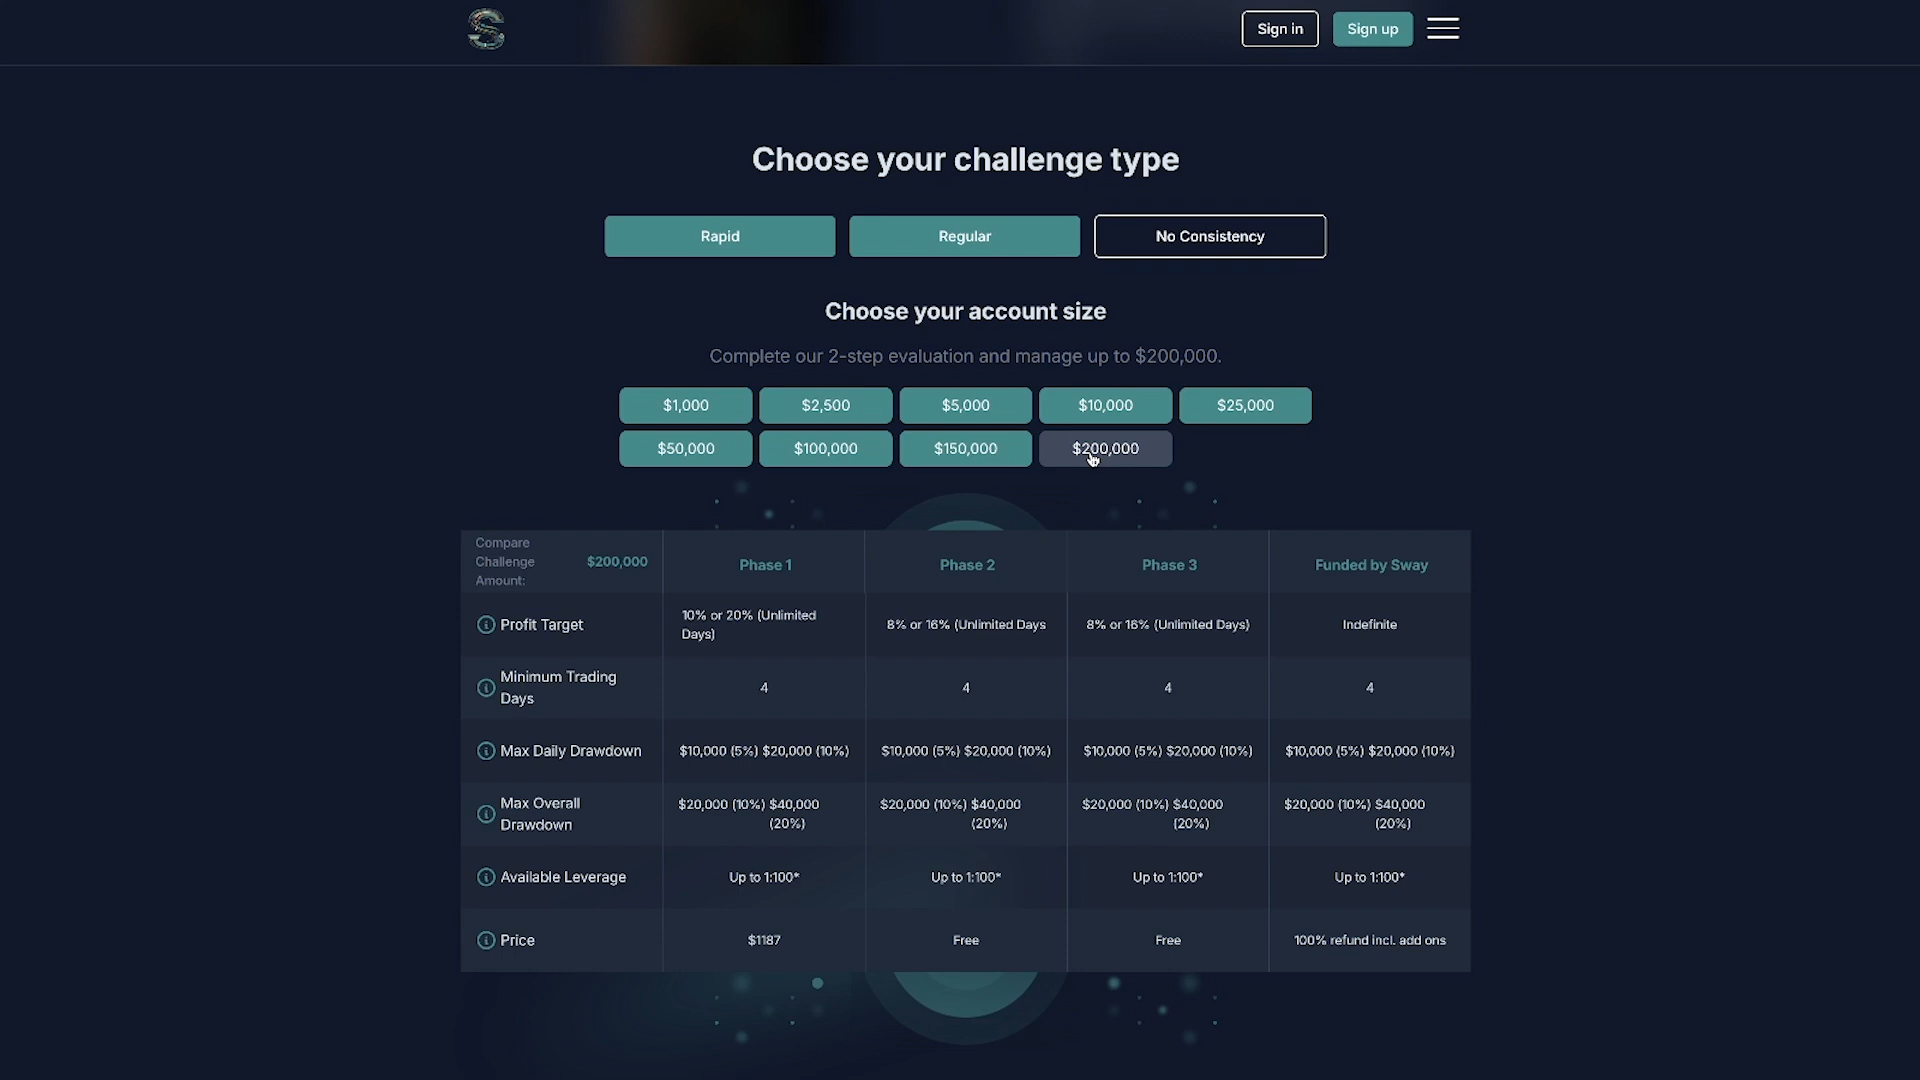 Sign in
Sign up
Choose your challenge type
Rapid
Regular
No Consistency
Choose your account size
Complete our 2-step evaluation and manage up to $200,000.
$1,000
$2,500
$5,000
$10,000
$25,000
$50,000
$100,000
$150,000
$200,000
Compare
Challenge
Amount:
$200,000
Phase 1
Phase 2
Phase 3
Funded by Sway
Profit Target
10% or 20% (Unlimited
Days)
8% or 16% (Unlimited Days
8% or 16% (Unlimited Days)
Indefinite
Minimum Trading
Days
4
4
4
4
Max Daily Drawdown
$10,000 (5%) $20,000 (10%)
$10,000 (5%) $20,000 (10%)
$10,000 (5%) $20,000 (10%)
$10,000 (5%) $20,000 (10%)
Max Overall
Drawdown
$20,000 (10%) $40,000
(20%)
$20,000 (10%) $40,000
(20%)
$20,000 (10%) $40,000
(20%)
$20,000 (10%) $40,000
(20%)
Available Leverage
Up to 1:100*
Up to 1:100*
Up to 1:100*
Up to 1:100*
Price
$1187
Free
Free
100% refund incl. add ons